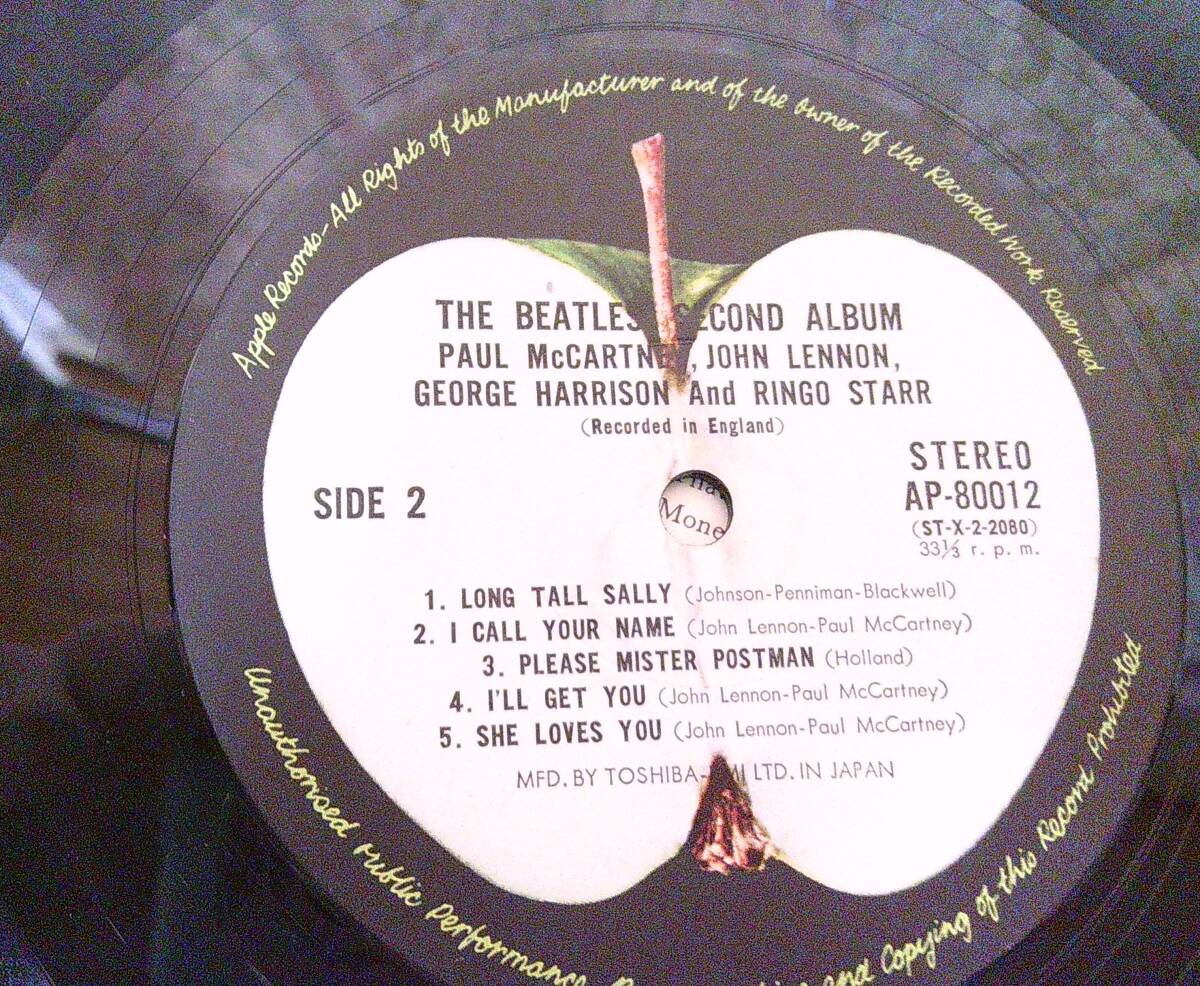 Apple Records-All Rights of the Manufacturer and of the Owner of the Recorded Work Reserved
THE BEATLES SECOND ALBUM
PAUL McCARTNEY, JOHN LENNON,
GEORGE HARRISON And RINGO STARR
(Recorded in England)
STEREO
SIDE 2
AP-80012
(ST-X-2-2080)
33⅓ r. p. m.
Mone
1. LONG TALL SALLY (Johnson-Penniman-Blackwell)
2. I CALL YOUR NAME (John Lennon-Paul McCartney)
3. PLEASE MISTER POSTMAN (Holland)
4. I'LL GET YOU (John Lennon-Paul McCartney)
5. SHE LOVES YOU (John Lennon-Paul McCartney)
MFD. BY TOSHIBA-EMI LTD. IN JAPAN
Unauthorised Public Performance
and Copying of this Record Prohibited